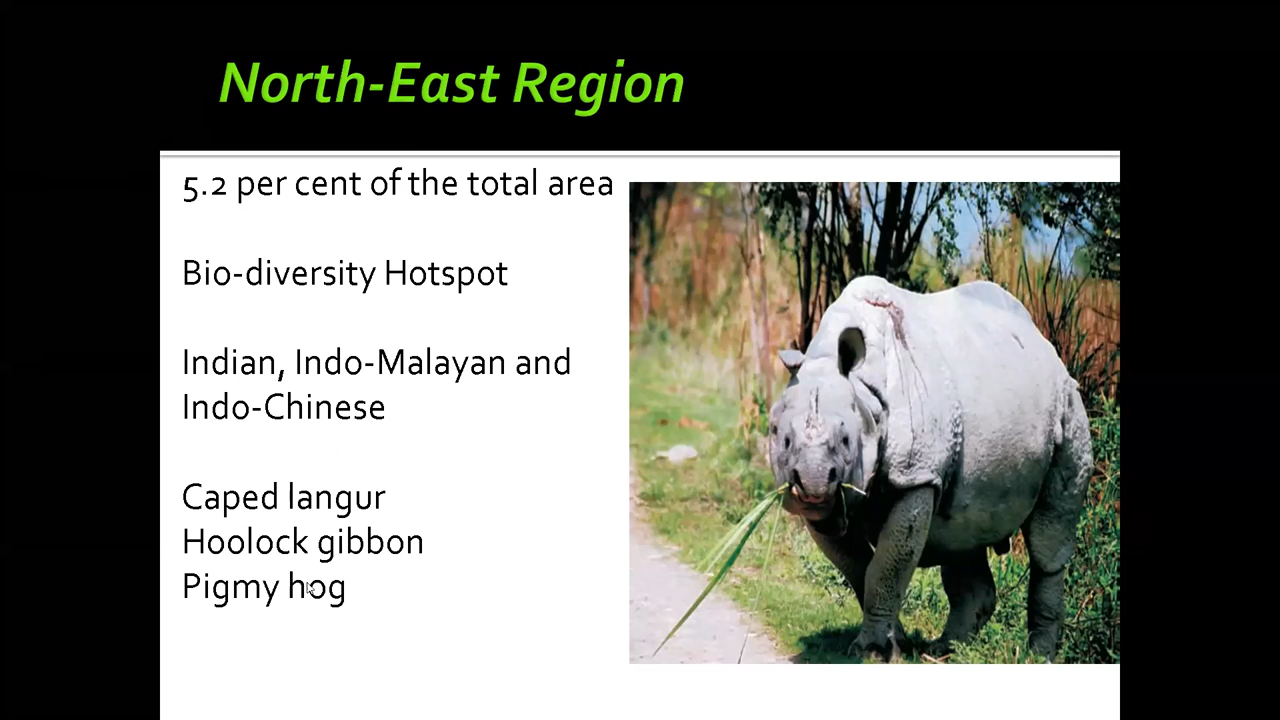 North-East Region
5.2 per cent of the total area
Bio-diversity Hotspot
Indian, Indo-Malayan and
Indo-Chinese
Caped langur
Hoolock gibbon
Pigmy hog